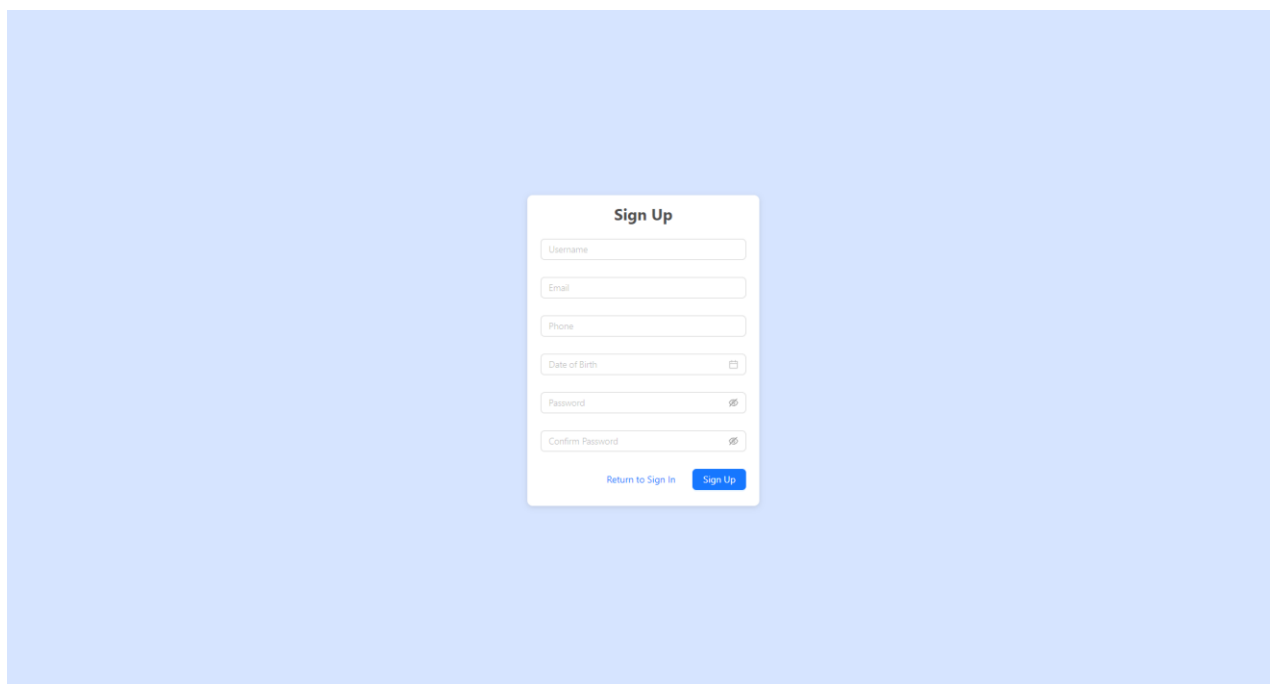 Sign Up
Username
Email
Phone
Date of Birth
Password
Confirm Password
Return to Sign In Sign Up